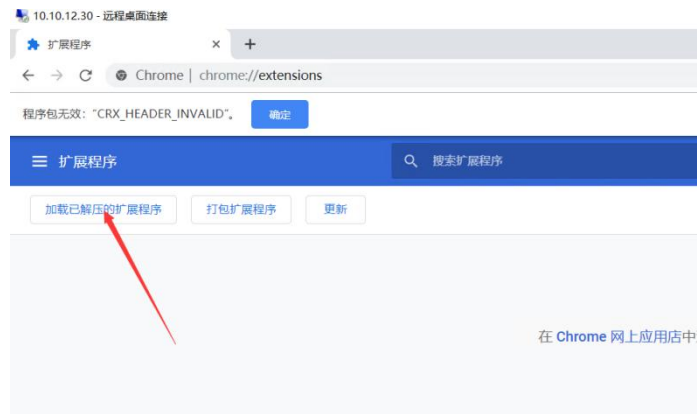 10.10.12.30 - 远程桌面连接
扩展程序
Chrome | chrome://extensions
程序包无效："CRX_HEADER_INVALID"。 确定
扩展程序 搜索扩展程序
加载已解压的扩展程序 打包扩展程序 更新
在 Chrome 网上应用店中